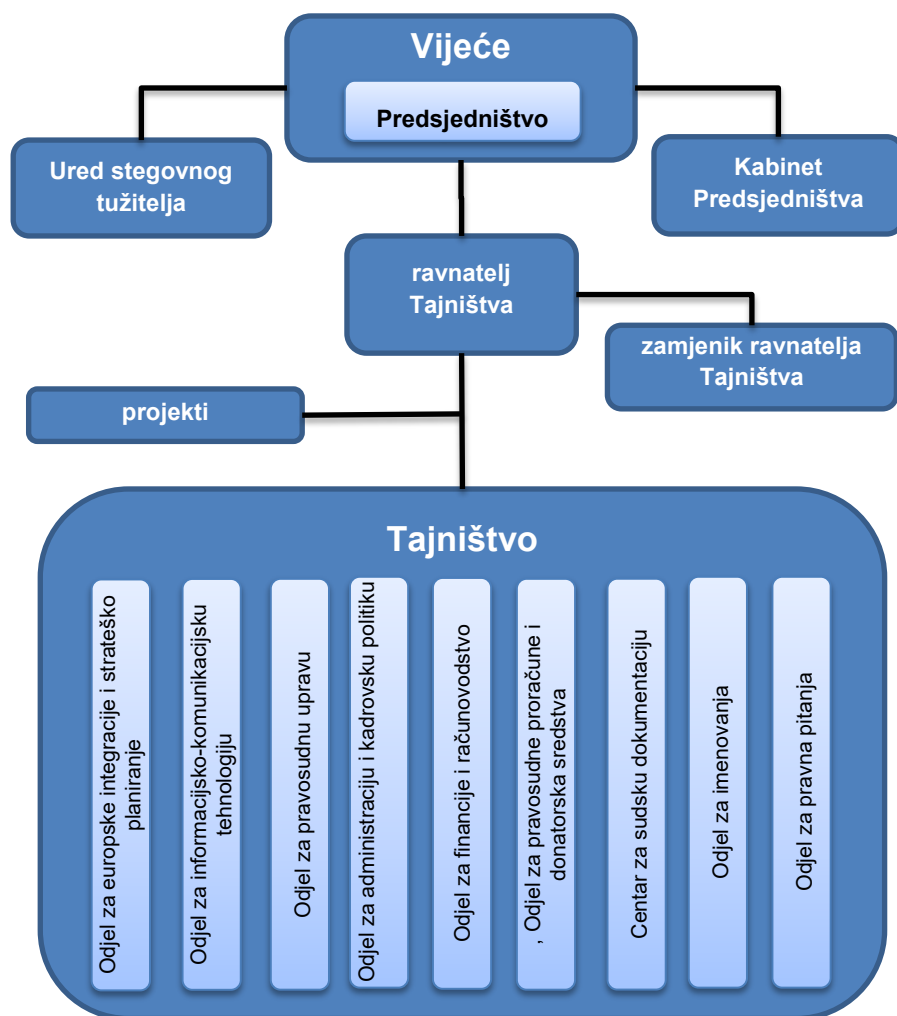 Vijeće
Predsjedništvo
Ured stegovnog
tužitelja
Kabinet
Predsjedništva
ravnatelj
Tajništva
zamjenik ravnatelja
Tajništva
projekti
Tajništvo
Odjel za europske integracije i strateško
planiranje
Odjel za informacijsko-komunikacijsku
tehnologiju
Odjel za pravosudnu upravu
Odjel za administraciju i kadrovsku politiku
Odjel za financije i računovodstvo
, Odjel za pravosudne proračune i
donatorska sredstva
Centar za sudsku dokumentaciju
Odjel za imenovanja
Odjel za pravna pitanja